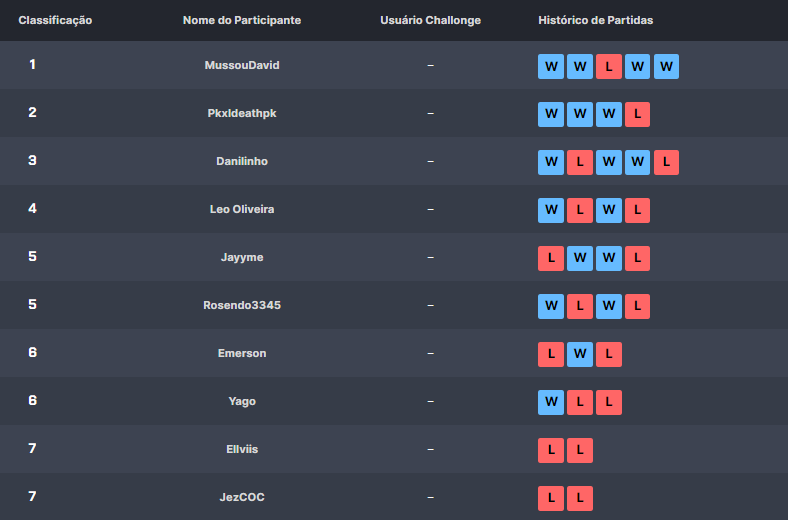 Classificação Nome do Participante Usuário Challonge Histórico de Partidas
1 MussouDavid – W W L W W
2 Pkxldeathpk – W W W L
3 Danilinho – W L W W L
4 Leo Oliveira – W L W L
5 Jayyme – L W W L
5 Rosendo3345 – W L W L
6 Emerson – L W L
6 Yago – W L L
7 Ellviis – L L
7 JezCOC – L L